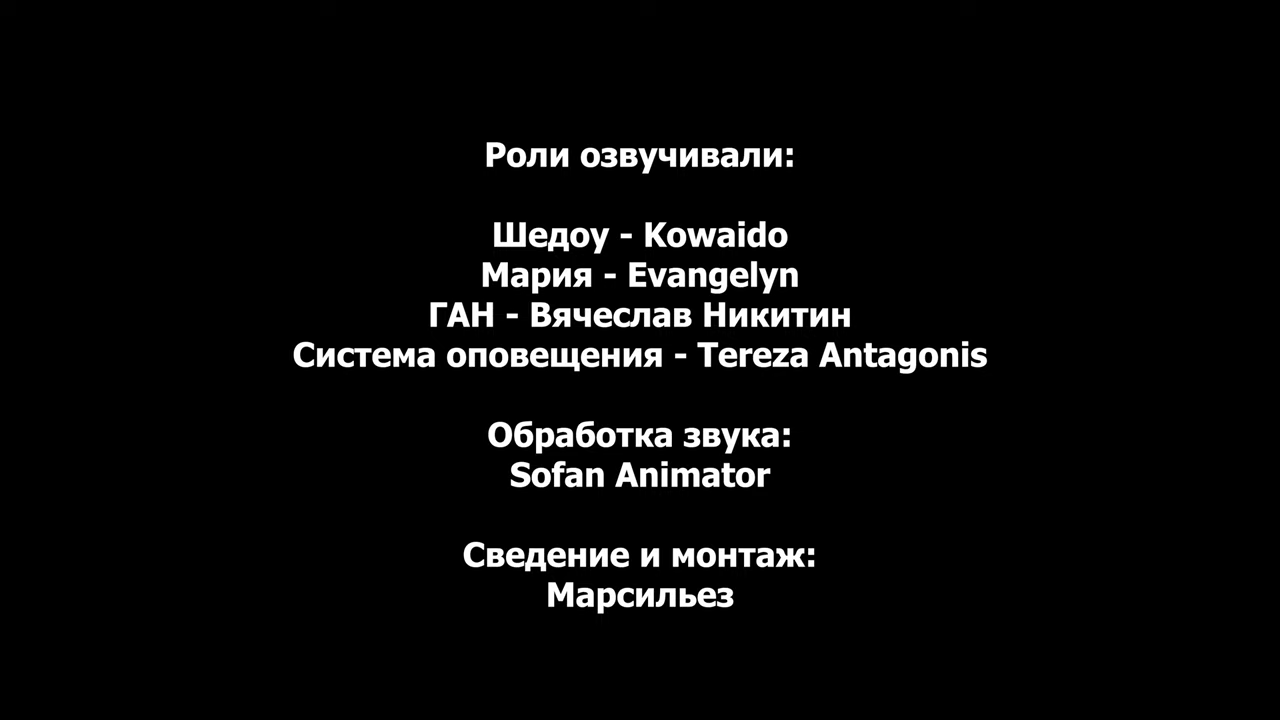 Роли озвучивали:
Шедоу - Kowaido
Мария - Evangelyn
ГАН - Вячеслав Никитин
Система оповещения - Tereza Antagonis
Обработка звука:
Sofan Animator
Сведение и монтаж:
Марсильез